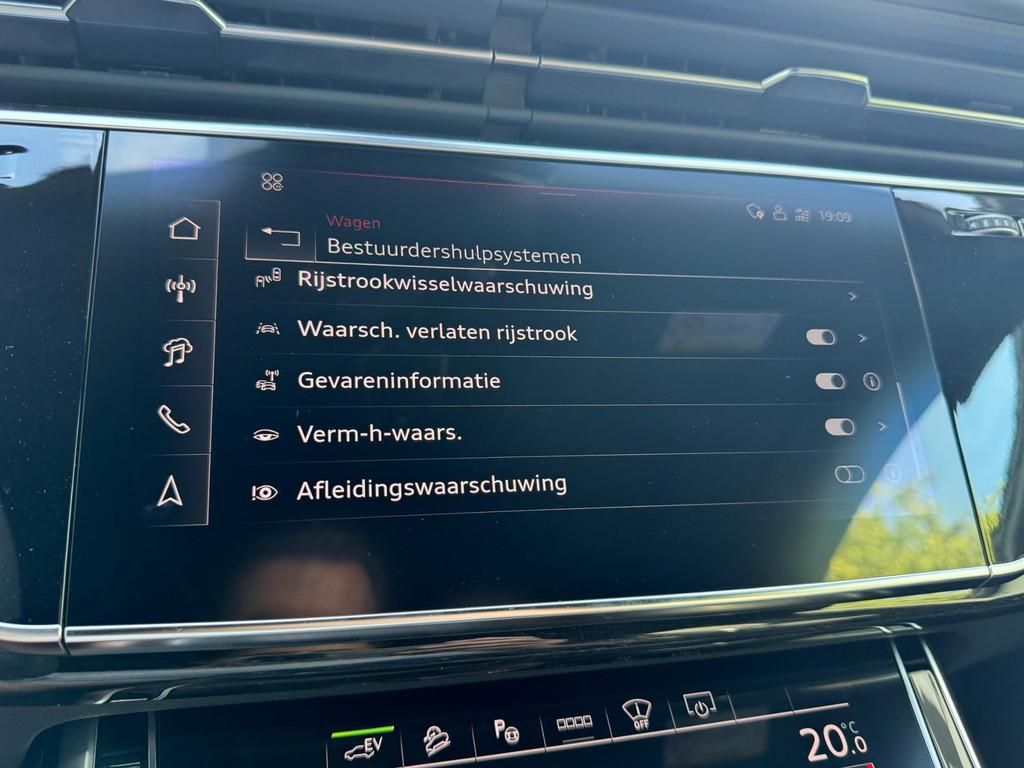 Wagen
19:09
Bestuurdershulpsystemen
Rijstrookwisselwaarschuwing
Waarsch. verlaten rijstrook
Gevareninformatie
Verm-h-waars.
Afleidingswaarschuwing
EV
P
OFF
20.0 °C